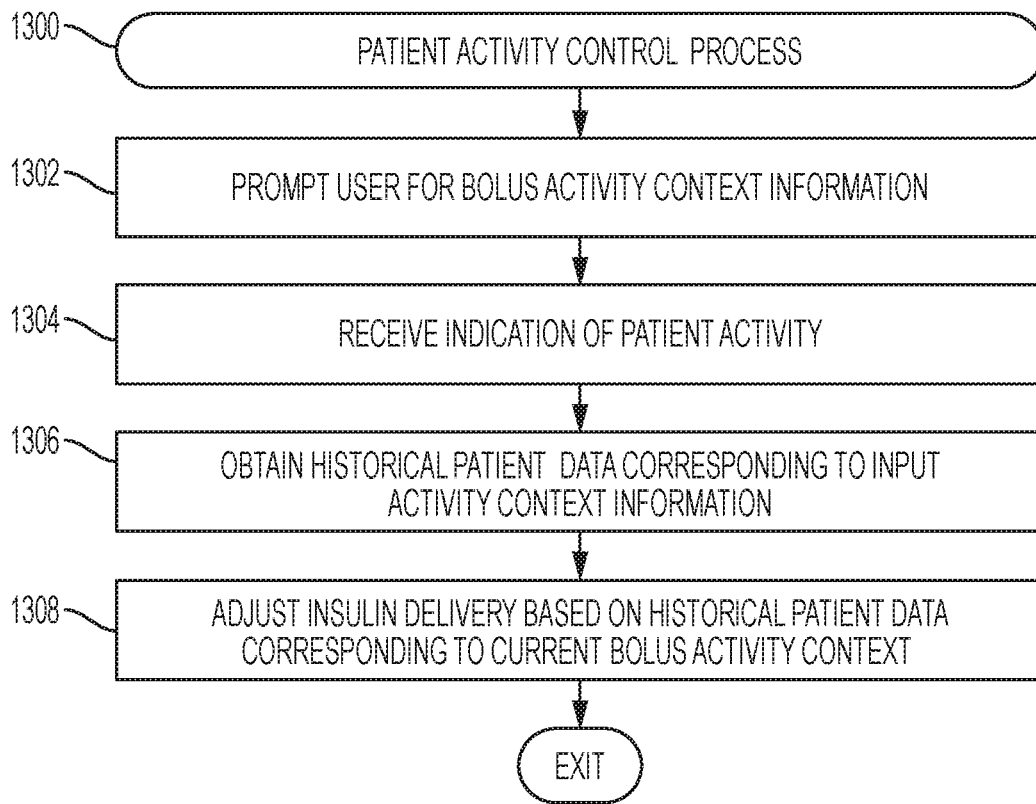 1300
PATIENT ACTIVITY CONTROL PROCESS
1302
PROMPT USER FOR BOLUS ACTIVITY CONTEXT INFORMATION
1304
RECEIVE INDICATION OF PATIENT ACTIVITY
1306
OBTAIN HISTORICAL PATIENT DATA CORRESPONDING TO INPUT
ACTIVITY CONTEXT INFORMATION
1308
ADJUST INSULIN DELIVERY BASED ON HISTORICAL PATIENT DATA
CORRESPONDING TO CURRENT BOLUS ACTIVITY CONTEXT
EXIT